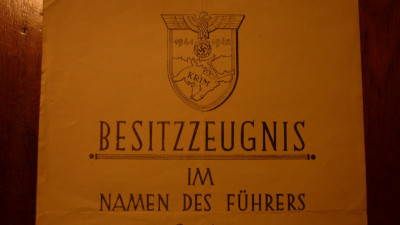 1941 1942
KRIM
BESITZZEUGNIS
IM
NAMEN DES FÜHRERS